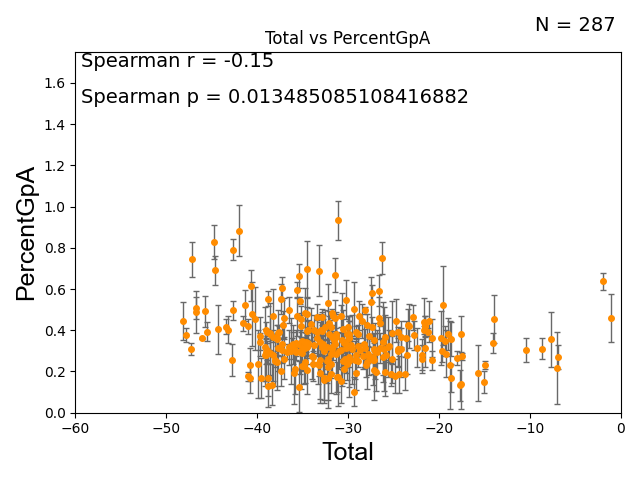 N = 287
Total vs PercentGpA
Spearman r = -0.15
Spearman p = 0.013485085108416882
PercentGpA
1.6
1.4
1.2
1.0
0.8
0.6
0.4
0.2
0.0
−60 −50 −40 −30 −20 −10 0
Total